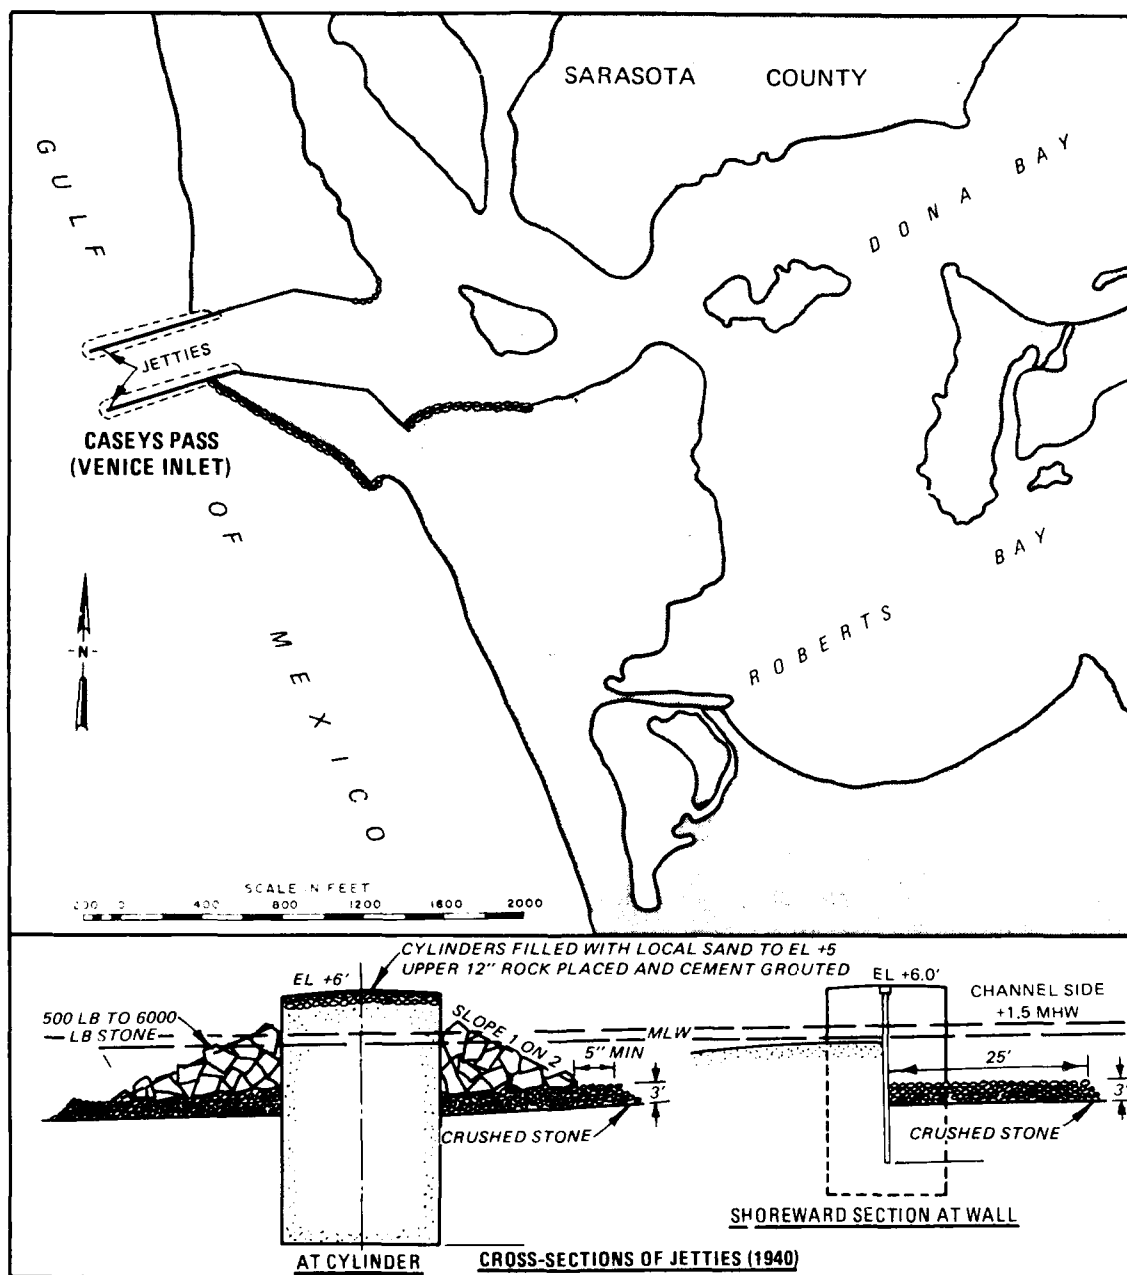 SARASOTA COUNTY
GULF
OF
MEXICO
DONA BAY
JETTIES
CASEYS PASS
(VENICE INLET)
ROBERTS
BAY
N
SCALE IN FEET
200 0 400 800 1200 1600 2000
CYLINDERS FILLED WITH LOCAL SAND TO EL +5
UPPER 12" ROCK PLACED AND CEMENT GROUTED
EL +6'
500 LB TO 6000
LB STONE
SLOPE 1 ON 2
MLW
5" MIN
3'
CRUSHED STONE
AT CYLINDER
EL +6.0'
CHANNEL SIDE
+1.5 MHW
25'
3'
CRUSHED STONE
SHOREWARD SECTION AT WALL
CROSS-SECTIONS OF JETTIES (1940)